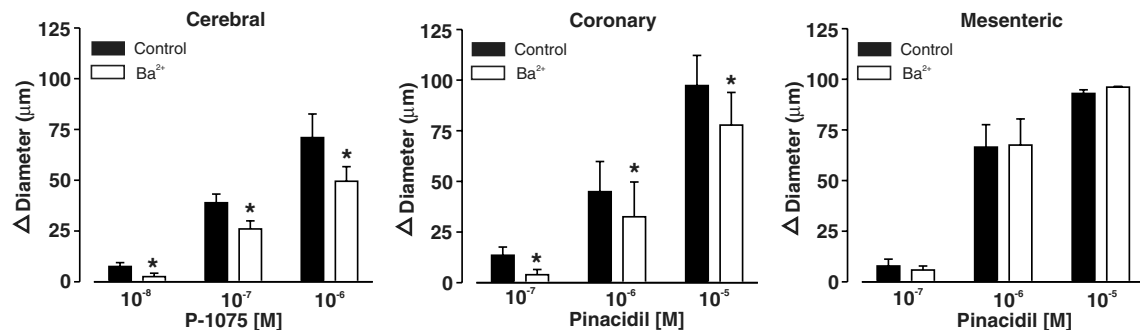 Cerebral
125
100
75
50
25
0
Δ Diameter (μm)
Control
Ba²⁺
*
*
*
10⁻⁸
10⁻⁷
10⁻⁶
P-1075 [M]
Coronary
125
100
75
50
25
0
Δ Diameter (μm)
Control
Ba²⁺
*
*
*
10⁻⁷
10⁻⁶
10⁻⁵
Pinacidil [M]
Mesenteric
125
100
75
50
25
0
Δ Diameter (μm)
Control
Ba²⁺
10⁻⁷
10⁻⁶
10⁻⁵
Pinacidil [M]